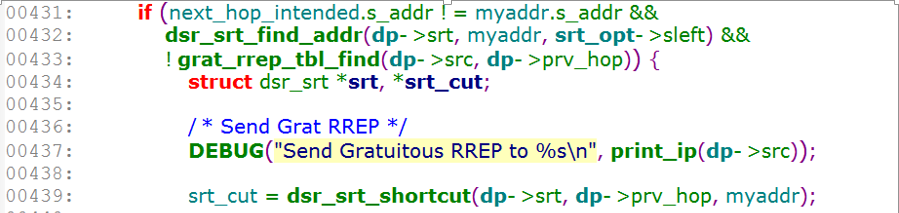 00431: if (next_hop_intended.s_addr ! = myaddr.s_addr &&
00432: dsr_srt_find_addr(dp->srt, myaddr, srt_opt->sleft) &&
00433: ! grat_rrep_tbl_find(dp->src, dp->prv_hop)) {
00434: struct dsr_srt *srt, *srt_cut;
00435:
00436: / * Send Grat RREP */
00437: DEBUG("Send Gratuitous RREP to %s\n", print_ip(dp->src));
00438:
00439: srt_cut = dsr_srt_shortcut(dp->srt, dp->prv_hop, myaddr);